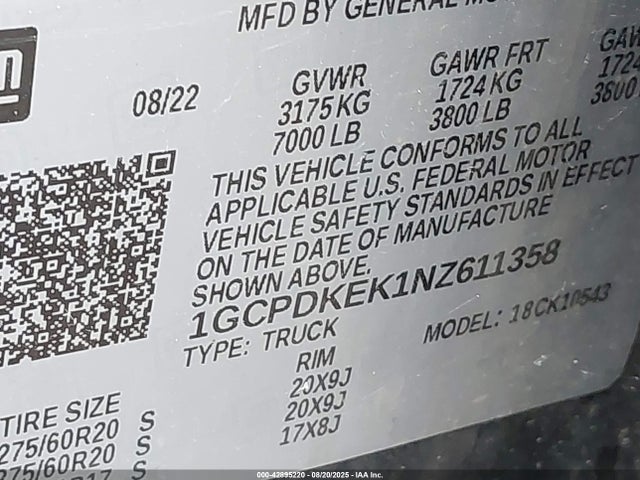 MFD BY GENERAL
08/22
GVWR
3175 KG
7000 LB
GAWR FRT
1724 KG
3800 LB
THIS VEHICLE CONFORMS TO ALL
APPLICABLE U.S. FEDERAL MOTOR
VEHICLE SAFETY STANDARDS IN EFFECT
ON THE DATE OF MANUFACTURE
SHOWN ABOVE.
1GCPDKEK1NZ611358
TYPE: TRUCK
MODEL: 18CK10543
TIRE SIZE
RIM
275/60R20 S
20X9J
275/60R20 S
20X9J
S
17X8J
000-42895220 - 08/20/2025 - IAA Inc.